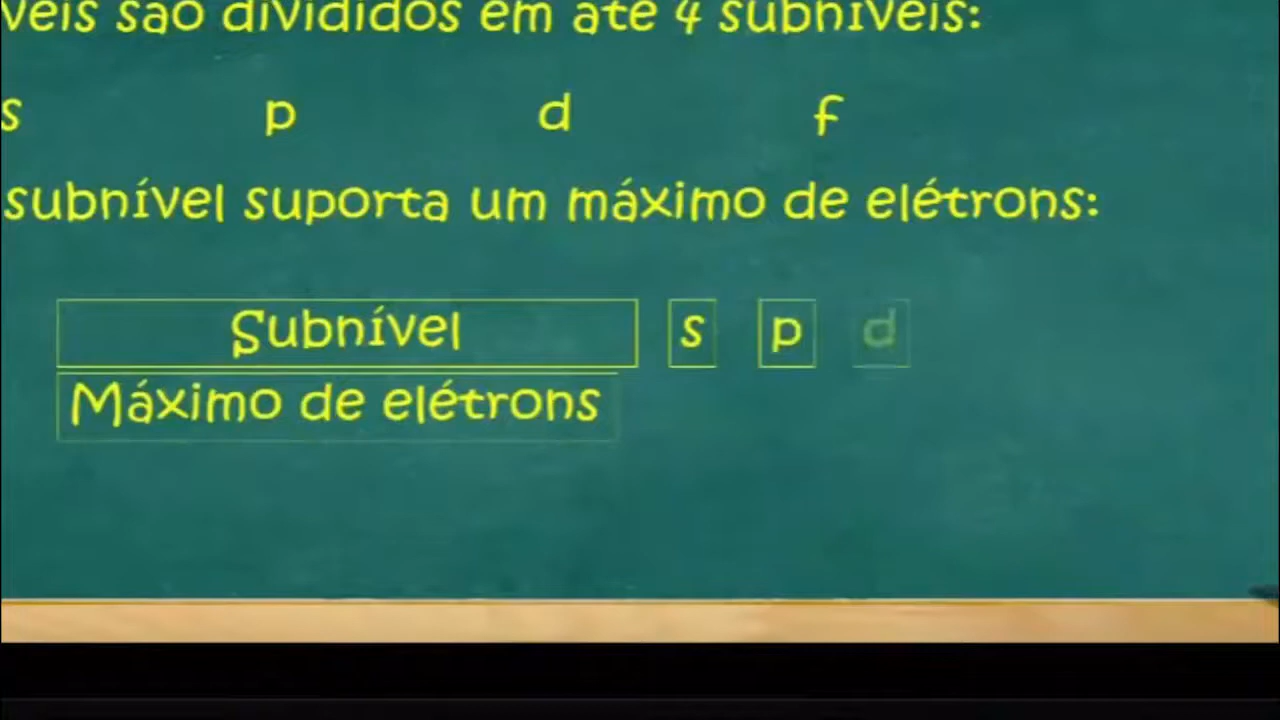 veis são divididos em até 4 subníveis:
s p d f
subnível suporta um máximo de elétrons:
Subnível s p d
Máximo de elétrons